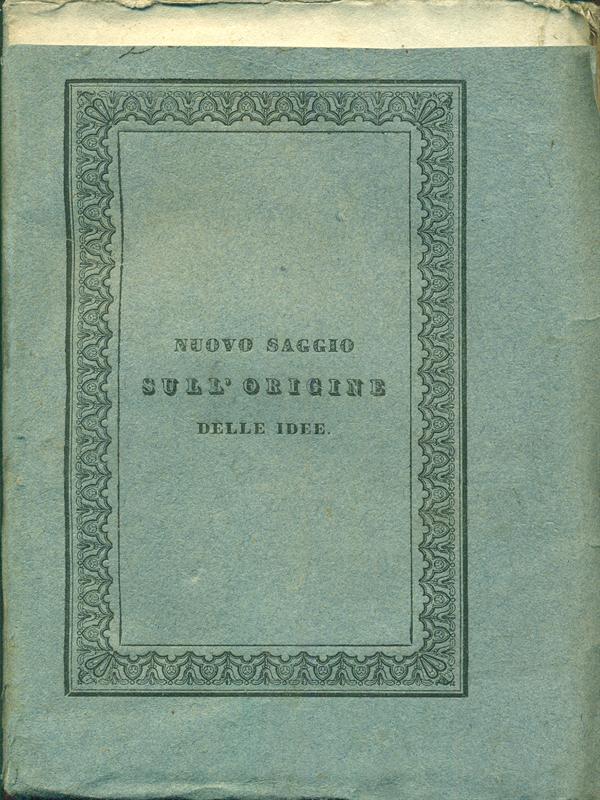 NUOVO SAGGIO
SULL' ORIGINE
DELLE IDEE.